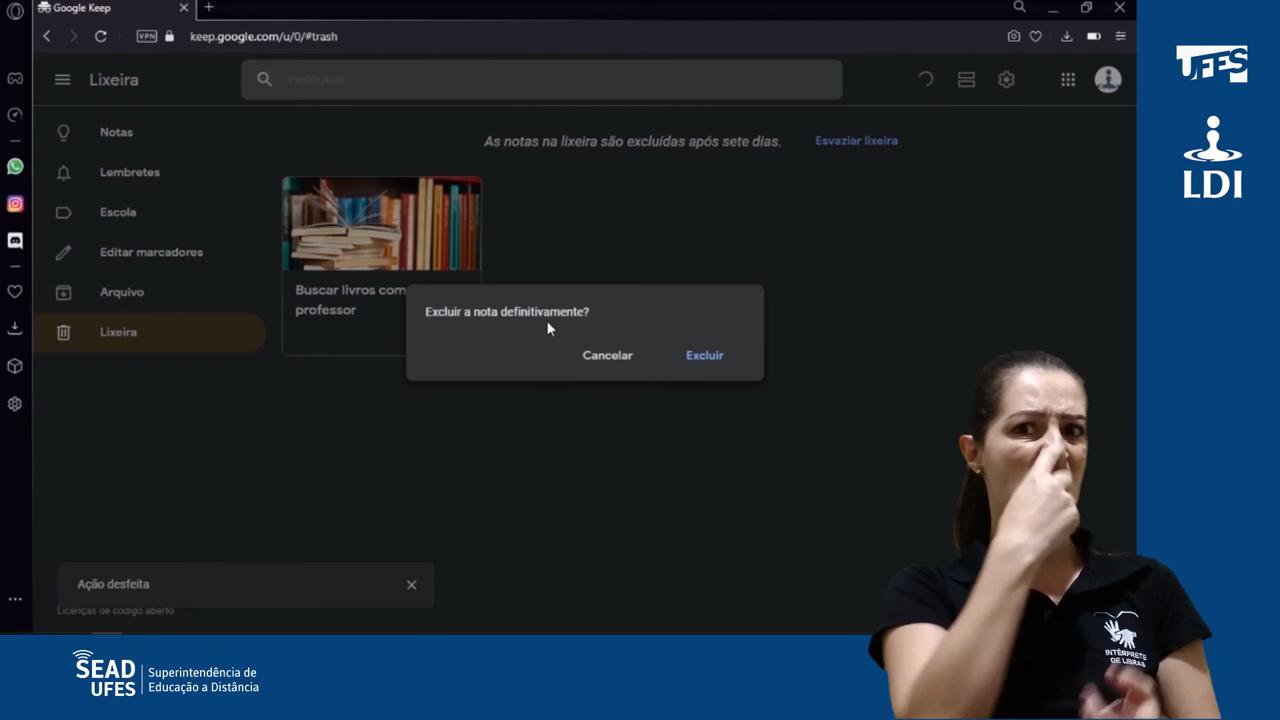 Google Keep
VPN
keep.google.com/u/0/#trash
Lixeira
Pesquisar
Notas
Lembretes
Escola
Editar marcadores
Arquivo
Lixeira
As notas na lixeira são excluídas após sete dias.
Esvaziar lixeira
Buscar livros com
professor
Excluir a nota definitivamente?
Cancelar
Excluir
Ação desfeita
Licenças de código aberto
UFES
LDI
INTÉRPRETE
DE LIBRAS
SEAD
UFES
Superintendência de
Educação a Distância